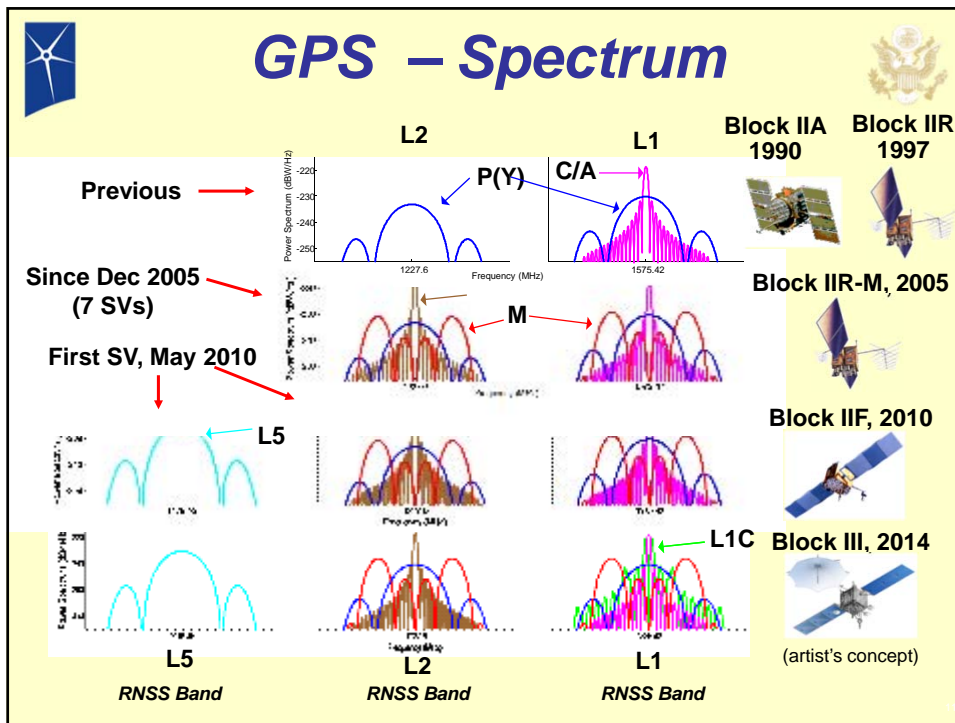 GPS – Spectrum
L2
L1
Block IIA
1990
Block IIR
1997
Previous
Power Spectrum (dBW/Hz)
-220
-230
-240
-250
P(Y)
C/A
1227.6
Frequency (MHz)
1575.42
Since Dec 2005
(7 SVs)
M
Block IIR-M, 2005
First SV, May 2010
L5
Block IIF, 2010
L1C
Block III, 2014
L5
L2
L1
(artist's concept)
RNSS Band
RNSS Band
RNSS Band